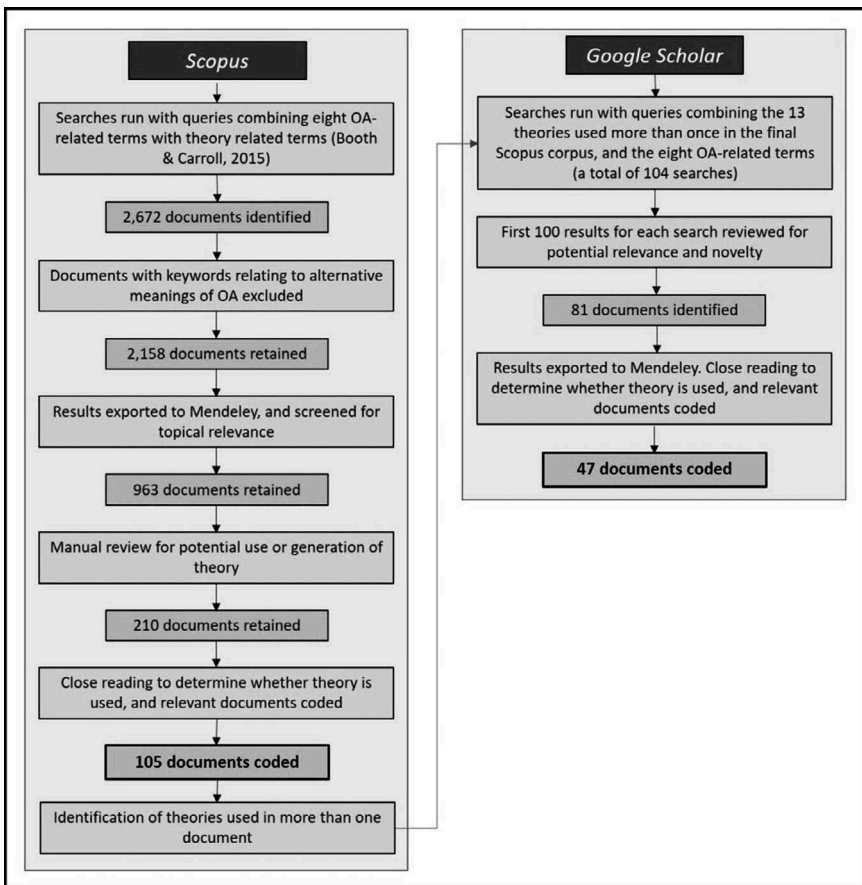 Scopus
Searches run with queries combining eight OA-
related terms with theory related terms (Booth
& Carroll, 2015)
2,672 documents identified
Documents with keywords relating to alternative
meanings of OA excluded
2,158 documents retained
Results exported to Mendeley, and screened for
topical relevance
963 documents retained
Manual review for potential use or generation of
theory
210 documents retained
Close reading to determine whether theory is
used, and relevant documents coded
105 documents coded
Identification of theories used in more than one
document
Google Scholar
Searches run with queries combining the 13
theories used more than once in the final
Scopus corpus, and the eight OA-related terms
(a total of 104 searches)
First 100 results for each search reviewed for
potential relevance and novelty
81 documents identified
Results exported to Mendeley. Close reading to
determine whether theory is used, and relevant
documents coded
47 documents coded